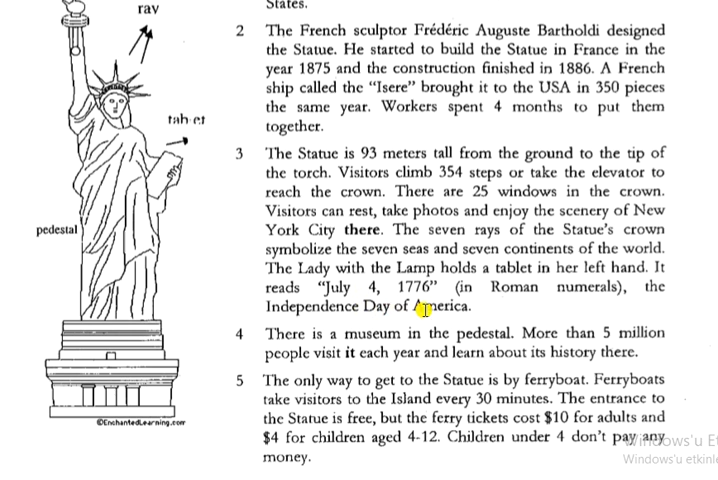 ray
tablet
pedestal
©EnchantedLearning.com
States.
2 The French sculptor Frédéric Auguste Bartholdi designed
the Statue. He started to build the Statue in France in the
year 1875 and the construction finished in 1886. A French
ship called the “Isere” brought it to the USA in 350 pieces
the same year. Workers spent 4 months to put them
together.
3 The Statue is 93 meters tall from the ground to the tip of
the torch. Visitors climb 354 steps or take the elevator to
reach the crown. There are 25 windows in the crown.
Visitors can rest, take photos and enjoy the scenery of New
York City there. The seven rays of the Statue’s crown
symbolize the seven seas and seven continents of the world.
The Lady with the Lamp holds a tablet in her left hand. It
reads “July 4, 1776” (in Roman numerals), the
Independence Day of America.
4 There is a museum in the pedestal. More than 5 million
people visit it each year and learn about its history there.
5 The only way to get to the Statue is by ferryboat. Ferryboats
take visitors to the Island every 30 minutes. The entrance to
the Statue is free, but the ferry tickets cost $10 for adults and
$4 for children aged 4-12. Children under 4 don’t pay any
money.
Windows'u Et
Windows'u etkinle